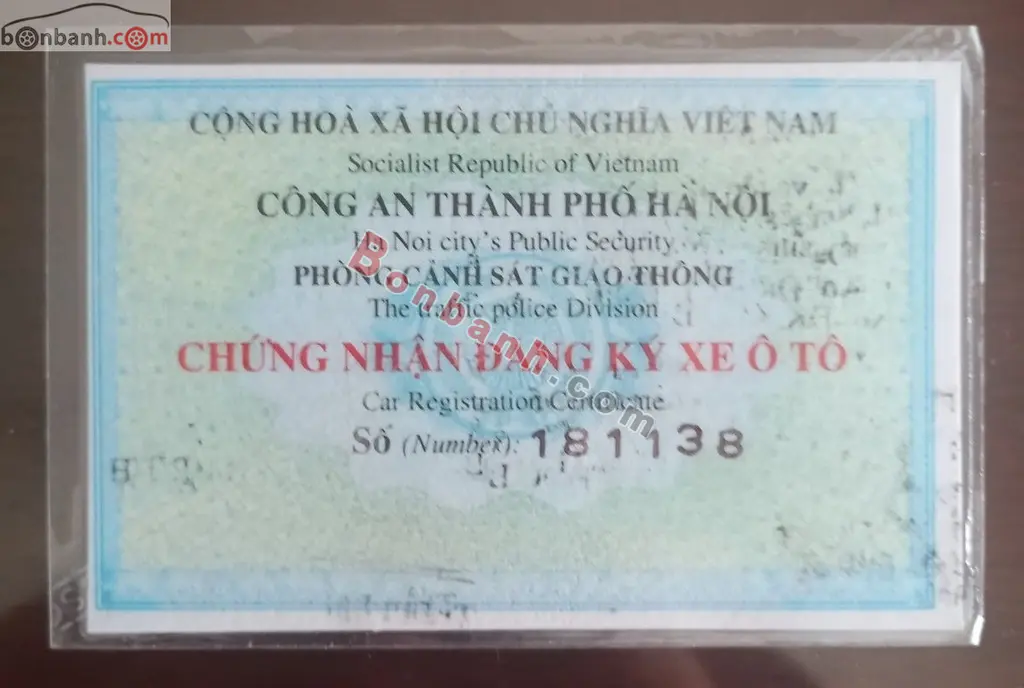 bonbanh.com
CỘNG HOÀ XÃ HỘI CHỦ NGHĨA VIỆT NAM
Socialist Republic of Vietnam
CÔNG AN THÀNH PHỐ HÀ NỘI
Ha Noi city's Public Security
PHÒNG CẢNH SÁT GIAO THÔNG
The traffic police Division
CHỨNG NHẬN ĐĂNG KÝ XE Ô TÔ
Car Registration Certificate
Số (Number): 181138
Bonbanh.com